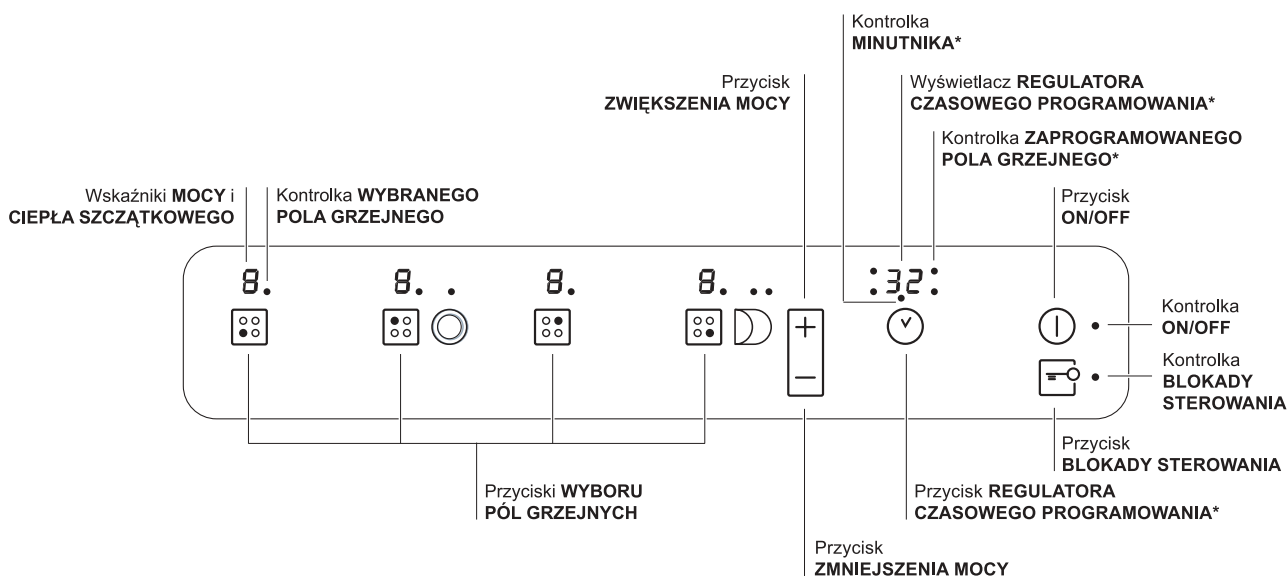 Kontrolka
MINUTNIKA*
Przycisk
ZWIĘKSZENIA MOCY
Wyświetlacz REGULATORA
CZASOWEGO PROGRAMOWANIA*
Kontrolka ZAPROGRAMOWANEGO
POLA GRZEJNEGO*
Wskaźniki MOCY i
CIEPŁA SZCZĄTKOWEGO
Kontrolka WYBRANEGO
POLA GRZEJNEGO
Przycisk
ON/OFF
8. 8. 8. 8. 32
+
−
Kontrolka
ON/OFF
Kontrolka
BLOKADY
STEROWANIA
Przycisk
BLOKADY STEROWANIA
Przyciski WYBORU
PÓL GRZEJNYCH
Przycisk REGULATORA
CZASOWEGO PROGRAMOWANIA*
Przycisk
ZMNIEJSZENIA MOCY